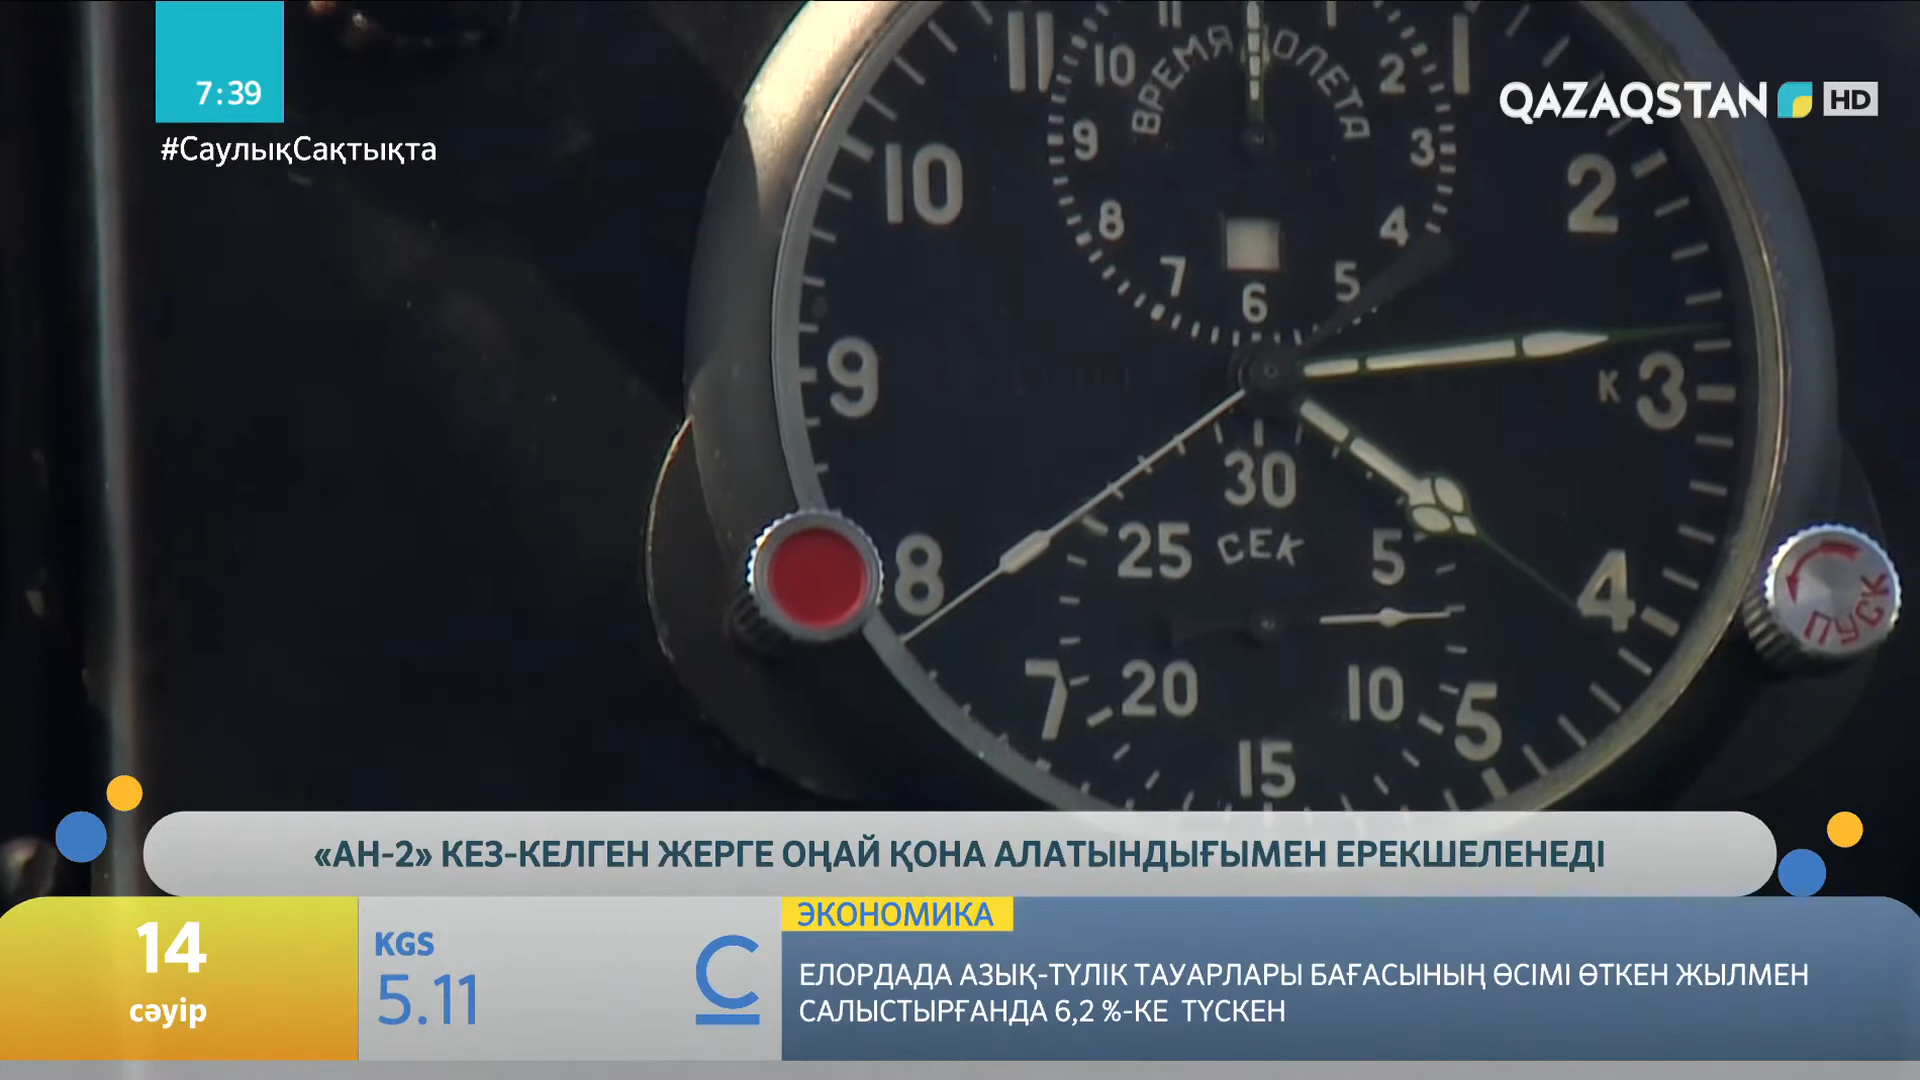 7:39
#СаулықСақтықта
QAZAQSTAN HD
11 1
10 2
9 3
8 4
7 5
ВРЕМЯ ПОЛЕТА
11 1
10 2
9 3
8 4
7 5
6
К
30
25 СЕК 5
20 10
15
ПУСК
«АН-2» КЕЗ-КЕЛГЕН ЖЕРГЕ ОҢАЙ ҚОНА АЛАТЫНДЫҒЫМЕН ЕРЕКШЕЛЕНЕДІ
14
сәуір
KGS
5.11
ЭКОНОМИКА
ЕЛОРДАДА АЗЫҚ-ТҮЛІК ТАУАРЛАРЫ БАҒАСЫНЫҢ ӨСІМІ ӨТКЕН ЖЫЛМЕН
САЛЫСТЫРҒАНДА 6,2 %-КЕ ТҮСКЕН